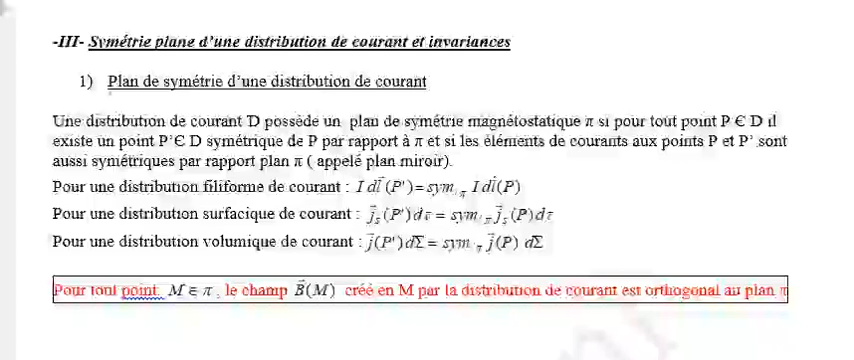 -III- Symétrie plane d'une distribution de courant et invariances
1) Plan de symétrie d'une distribution de courant
Une distribution de courant D possède un plan de symétrie magnétostatique π si pour tout point P Є D il
existe un point P'Є D symétrique de P par rapport à π et si les éléments de courants aux points P et P' sont
aussi symétriques par rapport plan π ( appelé plan miroir).
Pour une distribution filiforme de courant : I dl⃗ (P')= sym/π I dl⃗(P)
Pour une distribution surfacique de courant : j⃗s (P')dτ = sym/π j⃗s (P)dτ
Pour une distribution volumique de courant : j⃗(P')dΣ = sym/π j⃗(P) dΣ
Pour tout point M ∈ π , le champ B⃗(M) créé en M par la distribution de courant est orthogonal au plan π